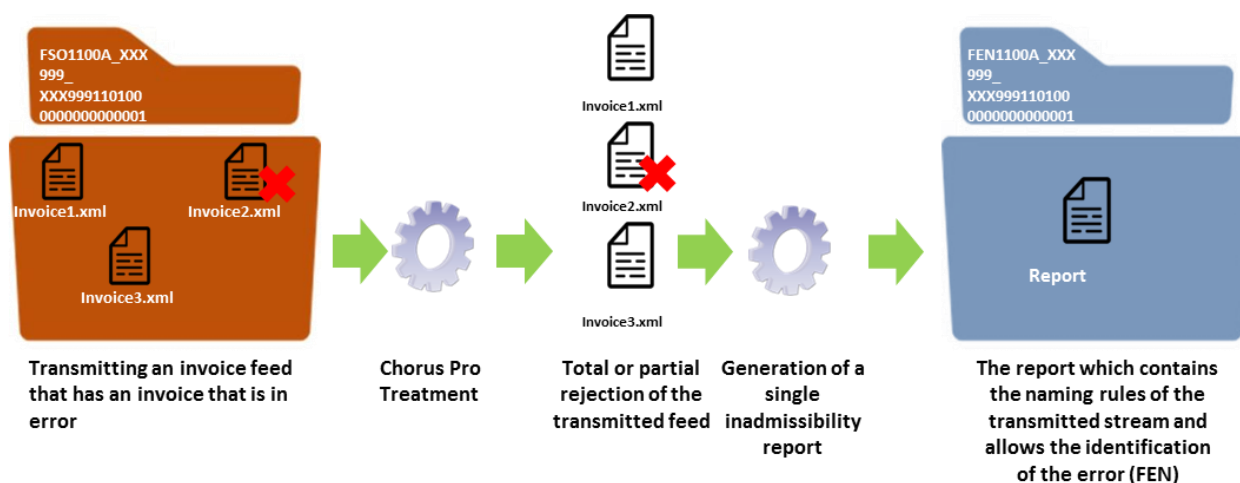 FSO1100A_XXX
999_
XXX999110100
0000000000001
Invoice1.xml
Invoice2.xml
Invoice3.xml
Transmitting an invoice feed
that has an invoice that is in
error
Chorus Pro
Treatment
Invoice1.xml
Invoice2.xml
Invoice3.xml
Total or partial
rejection of the
transmitted feed
Generation of a
single
inadmissibility
report
FEN1100A_XXX
999_
XXX999110100
0000000000001
Report
The report which contains
the naming rules of the
transmitted stream and
allows the identification
of the error (FEN)